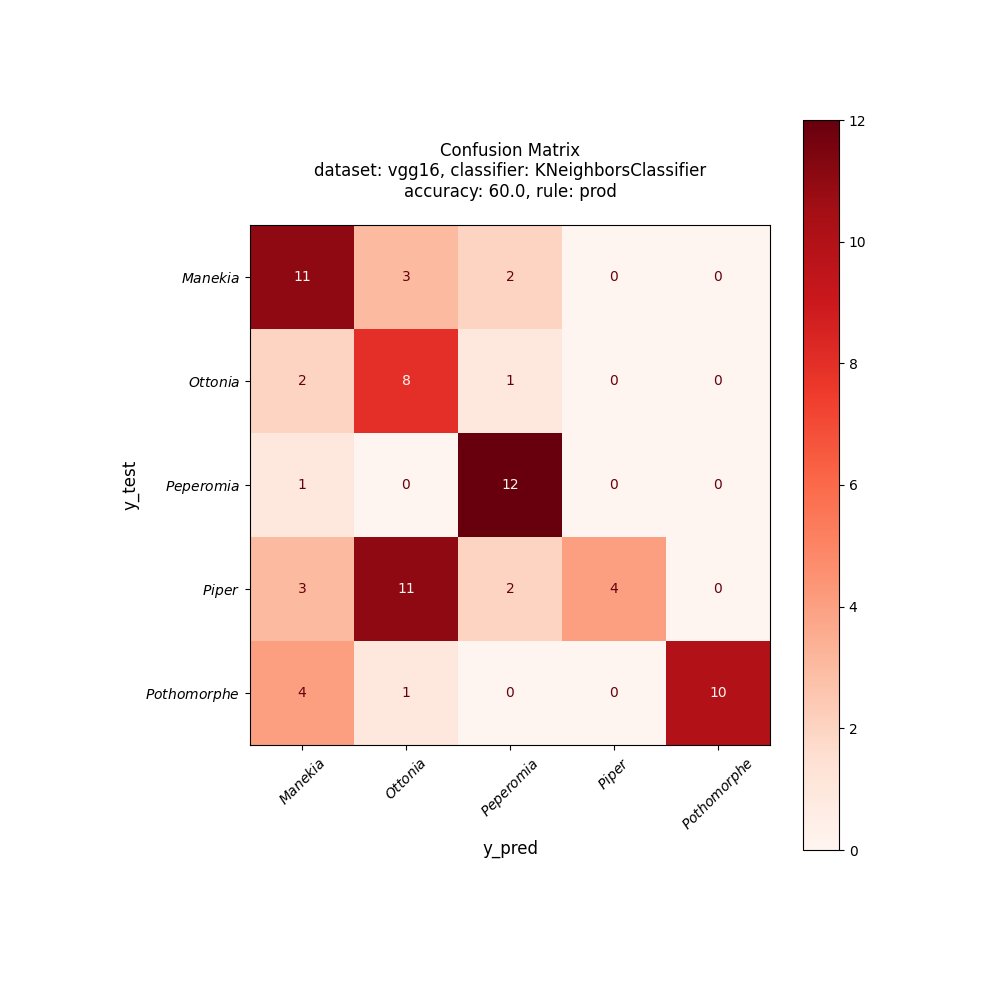 Confusion Matrix
dataset: vgg16, classifier: KNeighborsClassifier
accuracy: 60.0, rule: prod
12
10
8
6
4
2
0
y_test
Manekia 11 3 2 0 0
Ottonia 2 8 1 0 0
Peperomia 1 0 12 0 0
Piper 3 11 2 4 0
Pothomorphe 4 1 0 0 10
Manekia Ottonia Peperomia Piper Pothomorphe
y_pred